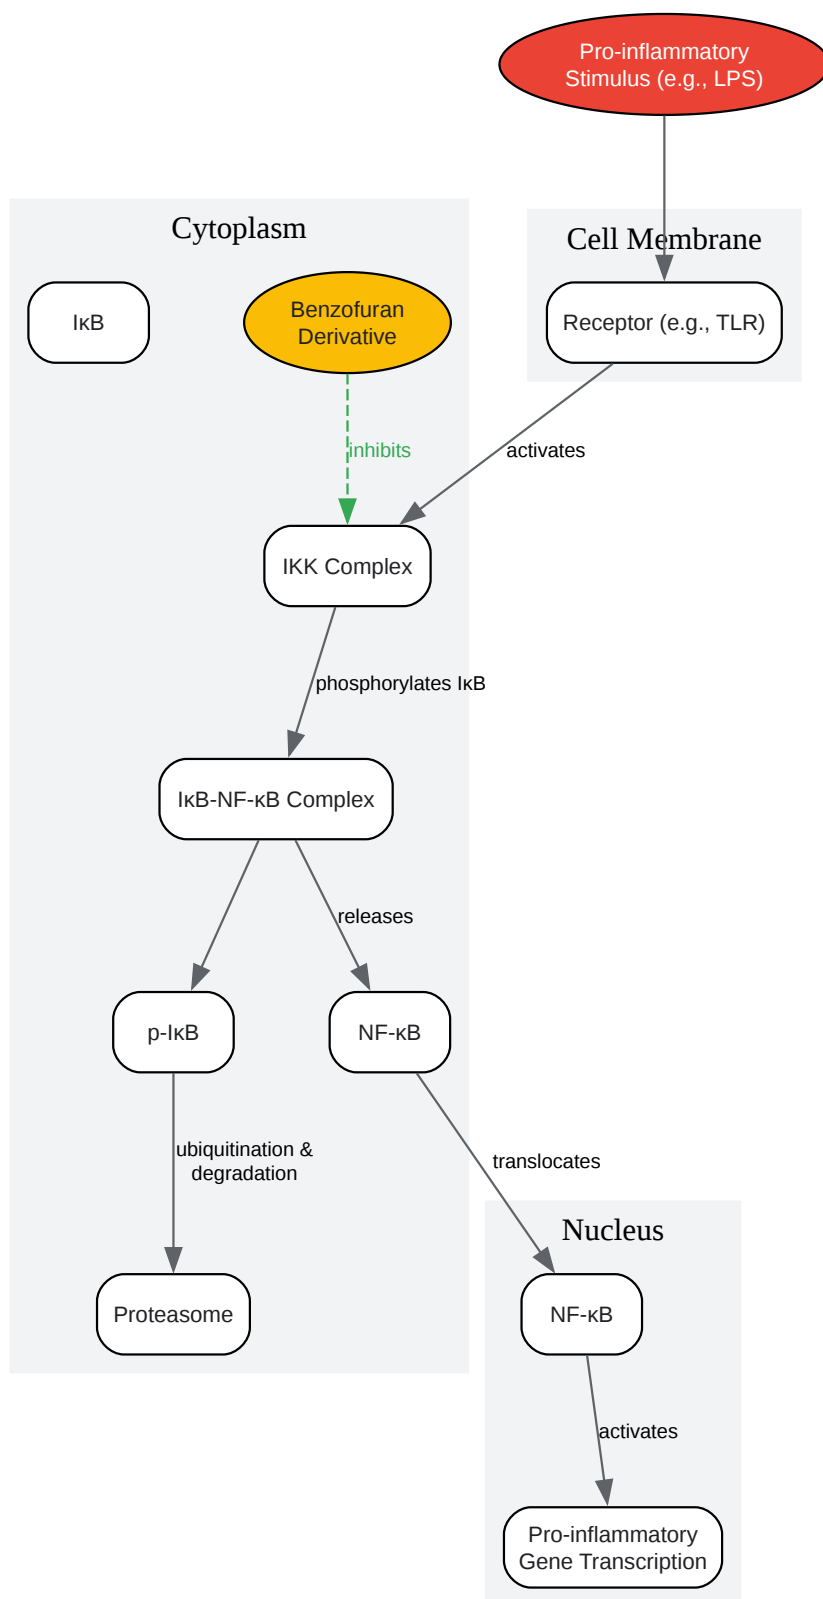 Pro-inflammatory
Stimulus (e.g., LPS)
Cytoplasm
Cell Membrane
IκB
Benzofuran
Derivative
Receptor (e.g., TLR)
inhibits
activates
IKK Complex
phosphorylates IκB
IκB-NF-κB Complex
releases
p-IκB
NF-κB
ubiquitination &
degradation
translocates
Nucleus
Proteasome
NF-κB
activates
Pro-inflammatory
Gene Transcription